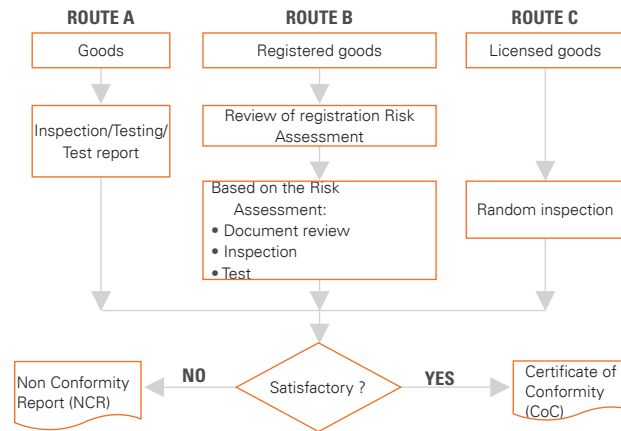 ROUTE A
ROUTE B
ROUTE C
Goods
Registered goods
Licensed goods
Inspection/Testing/
Test report
Review of registration Risk
Assessment
Based on the Risk
Assessment:
• Document review
• Inspection
• Test
Random inspection
Non Conformity
Report (NCR)
NO
Satisfactory ?
YES
Certificate of
Conformity
(CoC)